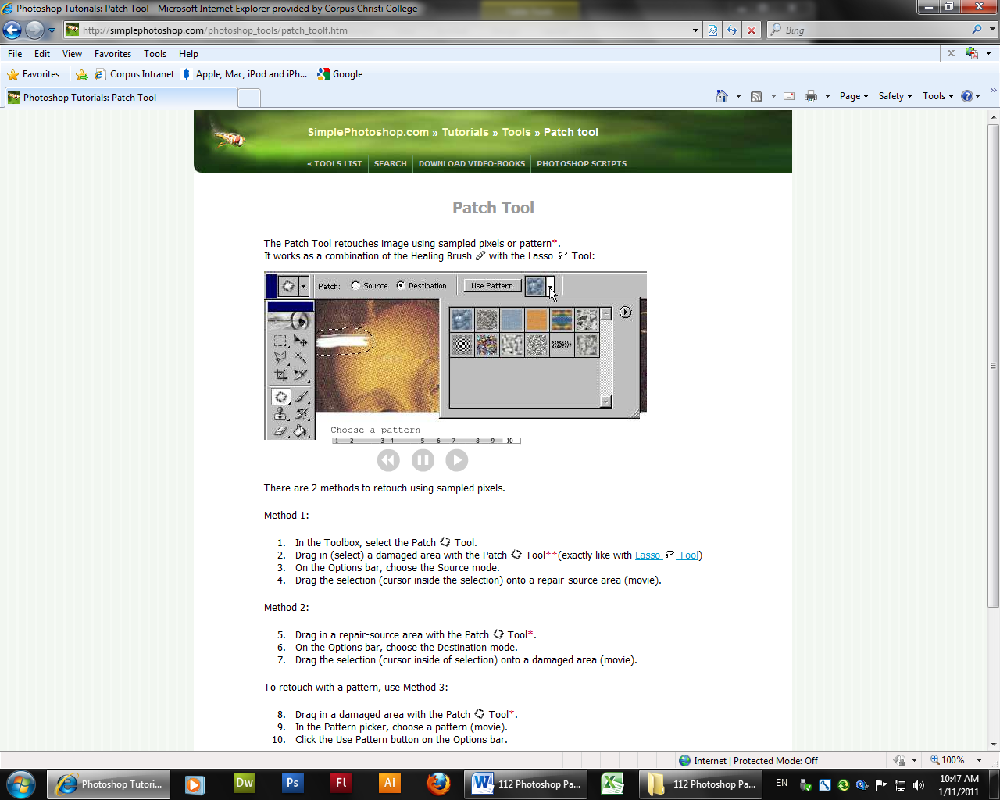 Photoshop Tutorials: Patch Tool - Microsoft Internet Explorer provided by Corpus Christi College
http://simplephotoshop.com/photoshop_tools/patch_toolf.htm
Bing
File Edit View Favorites Tools Help
Favorites Corpus Intranet Apple, Mac, iPod and iPh... Google
Photoshop Tutorials: Patch Tool
Page Safety Tools
SimplePhotoshop.com » Tutorials » Tools » Patch tool
« TOOLS LIST SEARCH DOWNLOAD VIDEO-BOOKS PHOTOSHOP SCRIPTS
Patch Tool
The Patch Tool retouches image using sampled pixels or pattern*.
It works as a combination of the Healing Brush with the Lasso Tool:
Patch: Source Destination Use Pattern
Choose a pattern
1 2 3 4 5 6 7 8 9 10
There are 2 methods to retouch using sampled pixels.
Method 1:
1. In the Toolbox, select the Patch Tool.
2. Drag in (select) a damaged area with the Patch Tool**(exactly like with Lasso Tool)
3. On the Options bar, choose the Source mode.
4. Drag the selection (cursor inside the selection) onto a repair-source area (movie).
Method 2:
5. Drag in a repair-source area with the Patch Tool*.
6. On the Options bar, choose the Destination mode.
7. Drag the selection (cursor inside of selection) onto a damaged area (movie).
To retouch with a pattern, use Method 3:
8. Drag in a damaged area with the Patch Tool*.
9. In the Pattern picker, choose a pattern (movie).
10. Click the Use Pattern button on the Options bar.
Internet | Protected Mode: Off
100%
Photoshop Tutori... Dw Ps Fl Ai 112 Photoshop Pa... 112 Photoshop Pa... EN
10:47 AM
1/11/2011